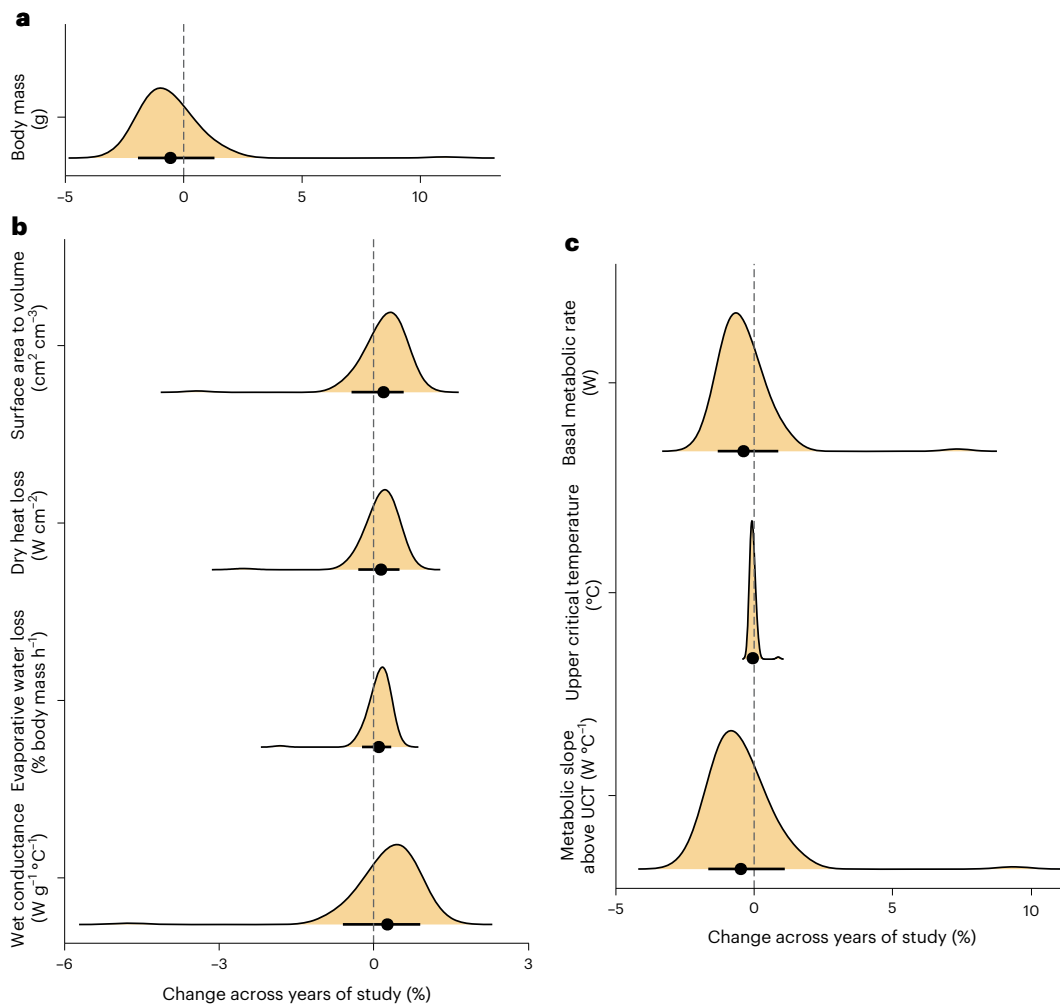 a
Body mass
(g)
−5
0
5
10
b
Surface area to volume
(cm² cm⁻³)
Dry heat loss
(W cm⁻²)
Evaporative water loss
(% body mass h⁻¹)
Wet conductance
(W g⁻¹ °C⁻¹)
−6
−3
0
3
Change across years of study (%)
c
Basal metabolic rate
(W)
Upper critical temperature
(°C)
Metabolic slope
above UCT (W °C⁻¹)
−5
0
5
10
Change across years of study (%)